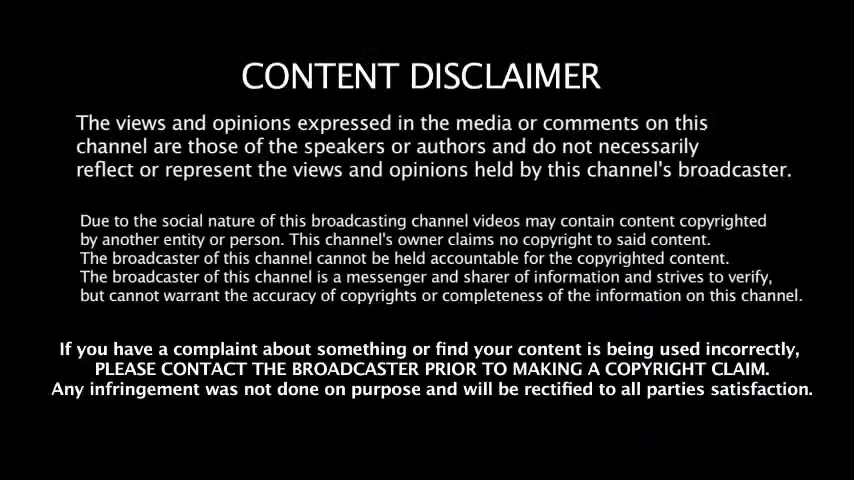 CONTENT DISCLAIMER
The views and opinions expressed in the media or comments on this
channel are those of the speakers or authors and do not necessarily
reflect or represent the views and opinions held by this channel's broadcaster.
Due to the social nature of this broadcasting channel videos may contain content copyrighted
by another entity or person. This channel's owner claims no copyright to said content.
The broadcaster of this channel cannot be held accountable for the copyrighted content.
The broadcaster of this channel is a messenger and sharer of information and strives to verify,
but cannot warrant the accuracy of copyrights or completeness of the information on this channel.
If you have a complaint about something or find your content is being used incorrectly,
PLEASE CONTACT THE BROADCASTER PRIOR TO MAKING A COPYRIGHT CLAIM.
Any infringement was not done on purpose and will be rectified to all parties satisfaction.